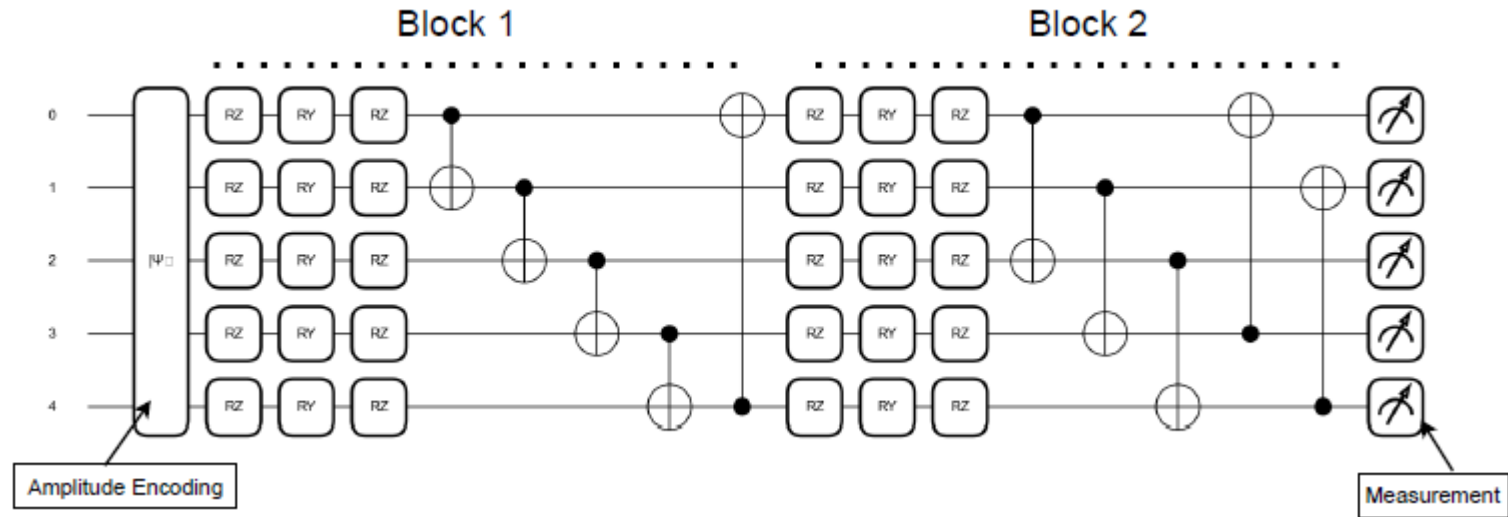 Block 1 Block 2
0 RZ RY RZ RZ RY RZ
1 RZ RY RZ RZ RY RZ
2 |Ψ□ RZ RY RZ RZ RY RZ
3 RZ RY RZ RZ RY RZ
4 RZ RY RZ RZ RY RZ
Amplitude Encoding
Measurement